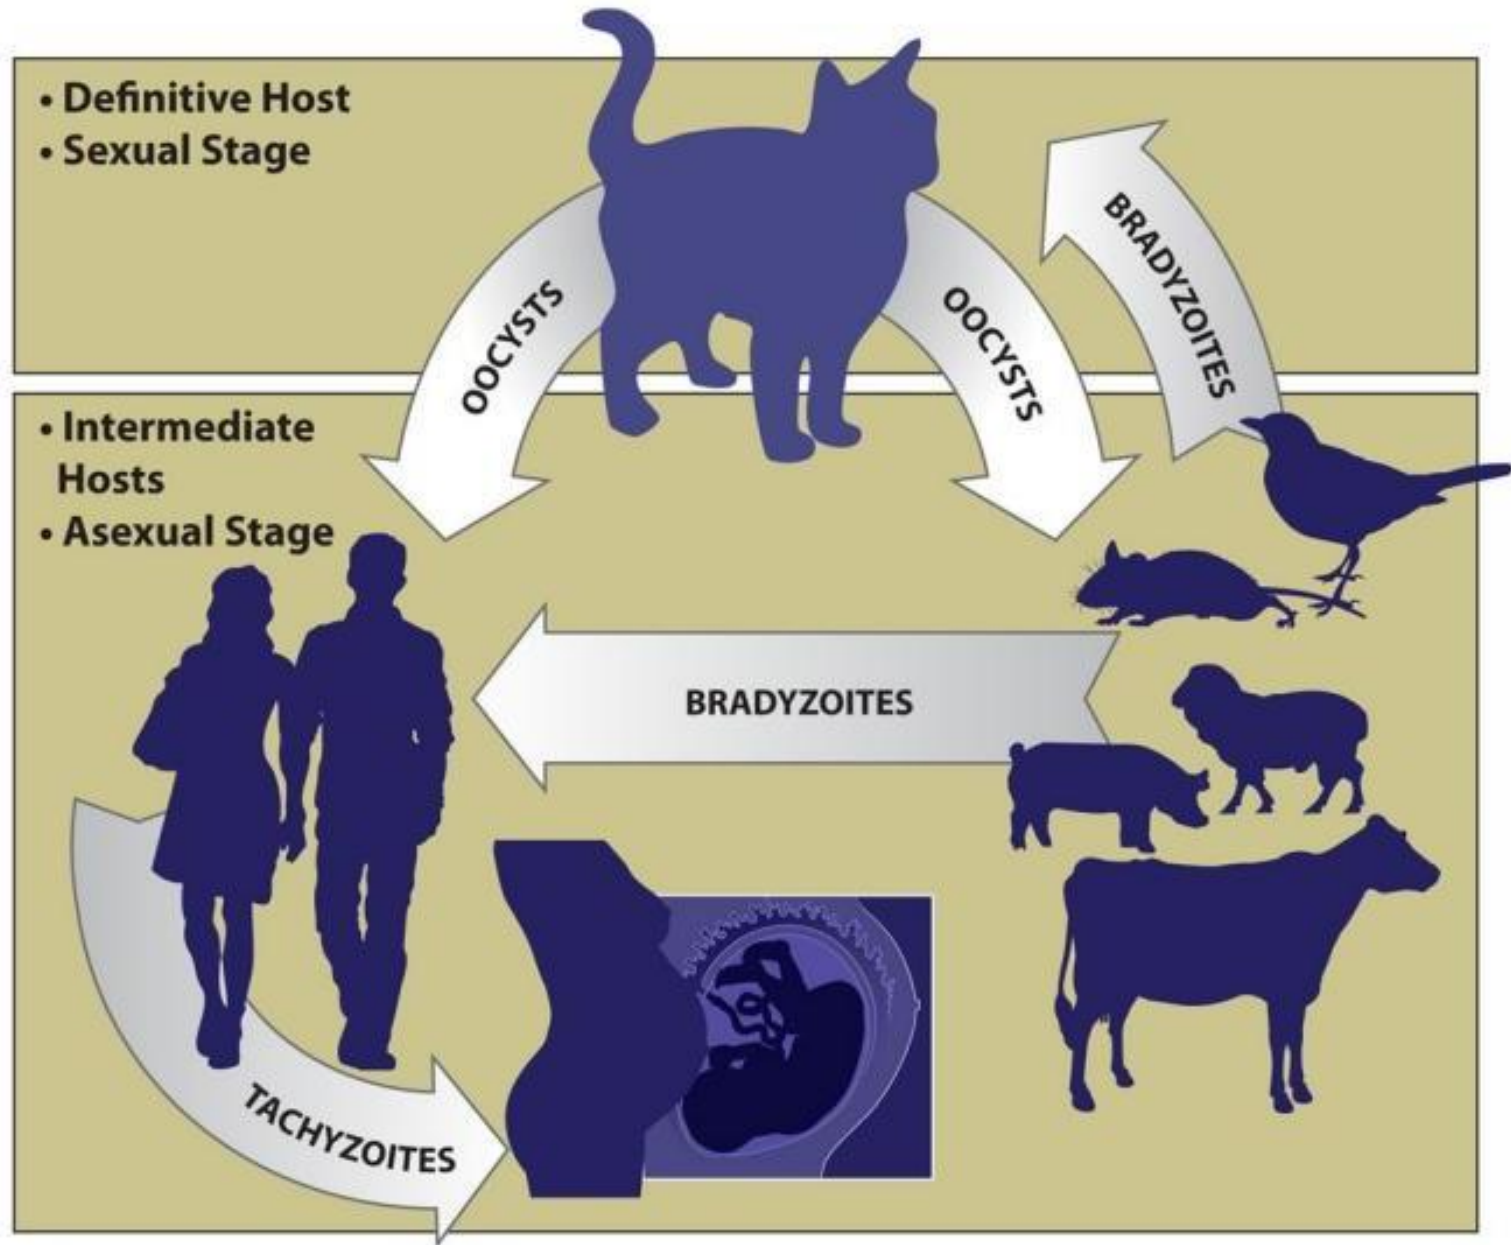 • Definitive Host
• Sexual Stage
OOCYSTS
OOCYSTS
BRADYZOITES
• Intermediate
Hosts
• Asexual Stage
BRADYZOITES
TACHYZOITES